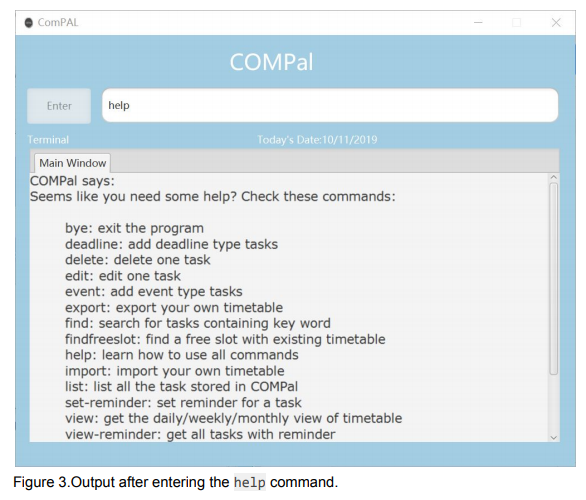 ComPAL
COMPal
Enter
help
Terminal
Today's Date:10/11/2019
Main Window
COMPal says:
Seems like you need some help? Check these commands:
bye: exit the program
deadline: add deadline type tasks
delete: delete one task
edit: edit one task
event: add event type tasks
export: export your own timetable
find: search for tasks containing key word
findfreeslot: find a free slot with existing timetable
help: learn how to use all commands
import: import your own timetable
list: list all the task stored in COMPal
set-reminder: set reminder for a task
view: get the daily/weekly/monthly view of timetable
view-reminder: get all tasks with reminder
Figure 3.Output after entering the help command.